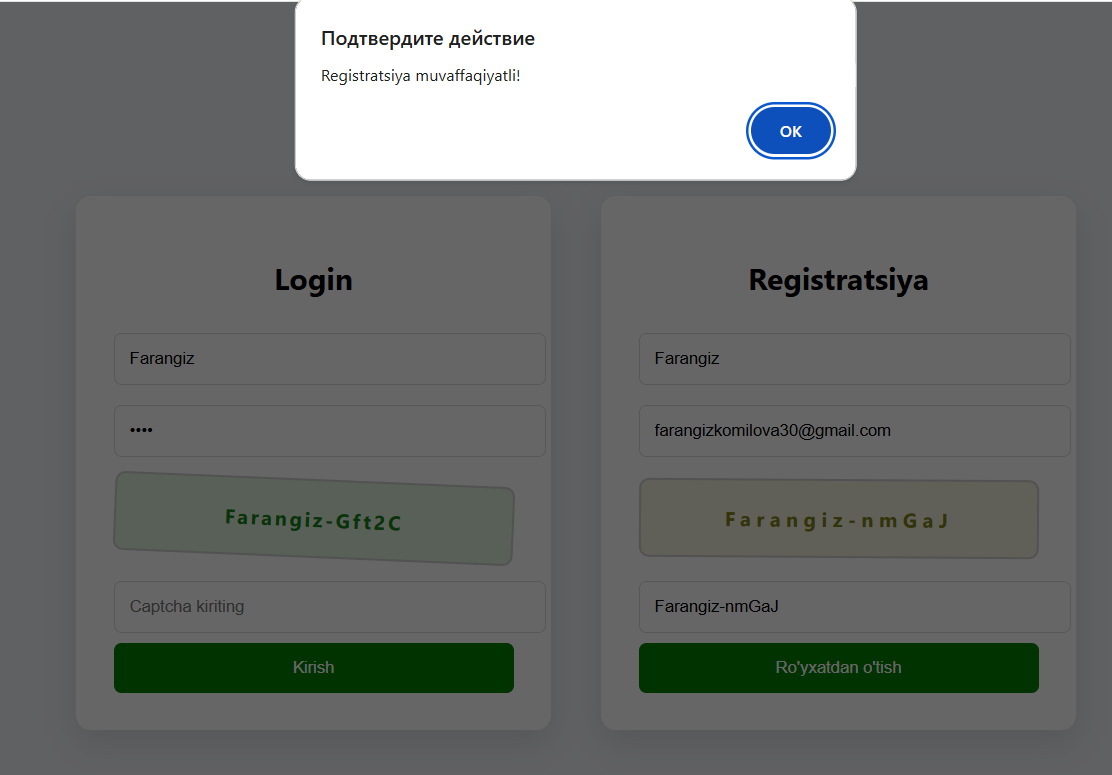 Подтвердите действие
Registratsiya muvaffaqiyatli!
OK
Login
Farangiz
••••
Farangiz-Gft2C
Captcha kiriting
Kirish
Registratsiya
Farangiz
farangizkomilova30@gmail.com
Farangiz-nmGaJ
Farangiz-nmGaJ
Ro'yxatdan o'tish